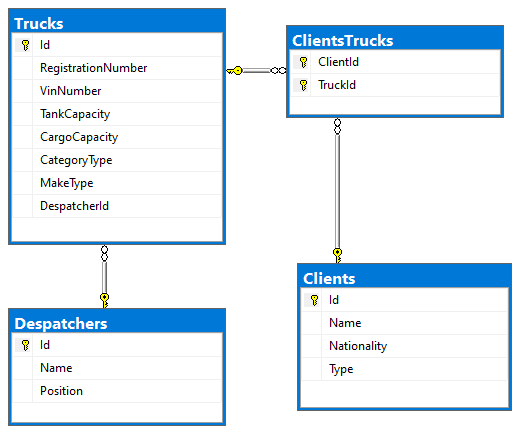 Trucks
Id
RegistrationNumber
VinNumber
TankCapacity
CargoCapacity
CategoryType
MakeType
DespatcherId
ClientsTrucks
ClientId
TruckId
Despatchers
Id
Name
Position
Clients
Id
Name
Nationality
Type